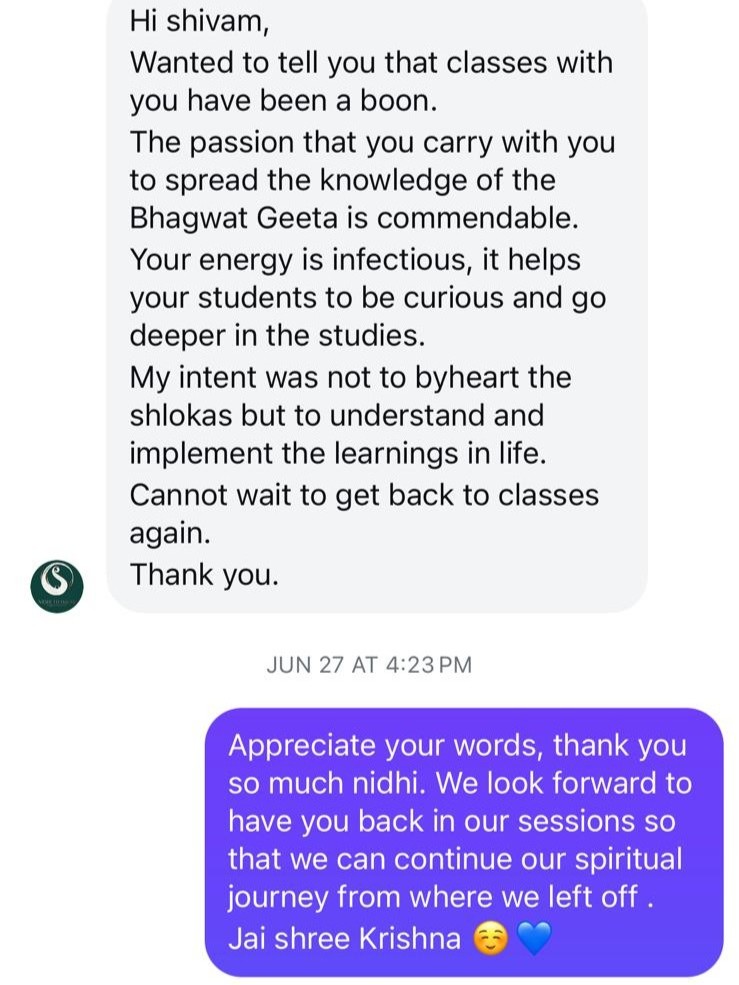 Hi shivam,
Wanted to tell you that classes with
you have been a boon.
The passion that you carry with you
to spread the knowledge of the
Bhagwat Geeta is commendable.
Your energy is infectious, it helps
your students to be curious and go
deeper in the studies.
My intent was not to byheart the
shlokas but to understand and
implement the learnings in life.
Cannot wait to get back to classes
again.
Thank you.
JUN 27 AT 4:23 PM
Appreciate your words, thank you
so much nidhi. We look forward to
have you back in our sessions so
that we can continue our spiritual
journey from where we left off .
Jai shree Krishna ☺️💙